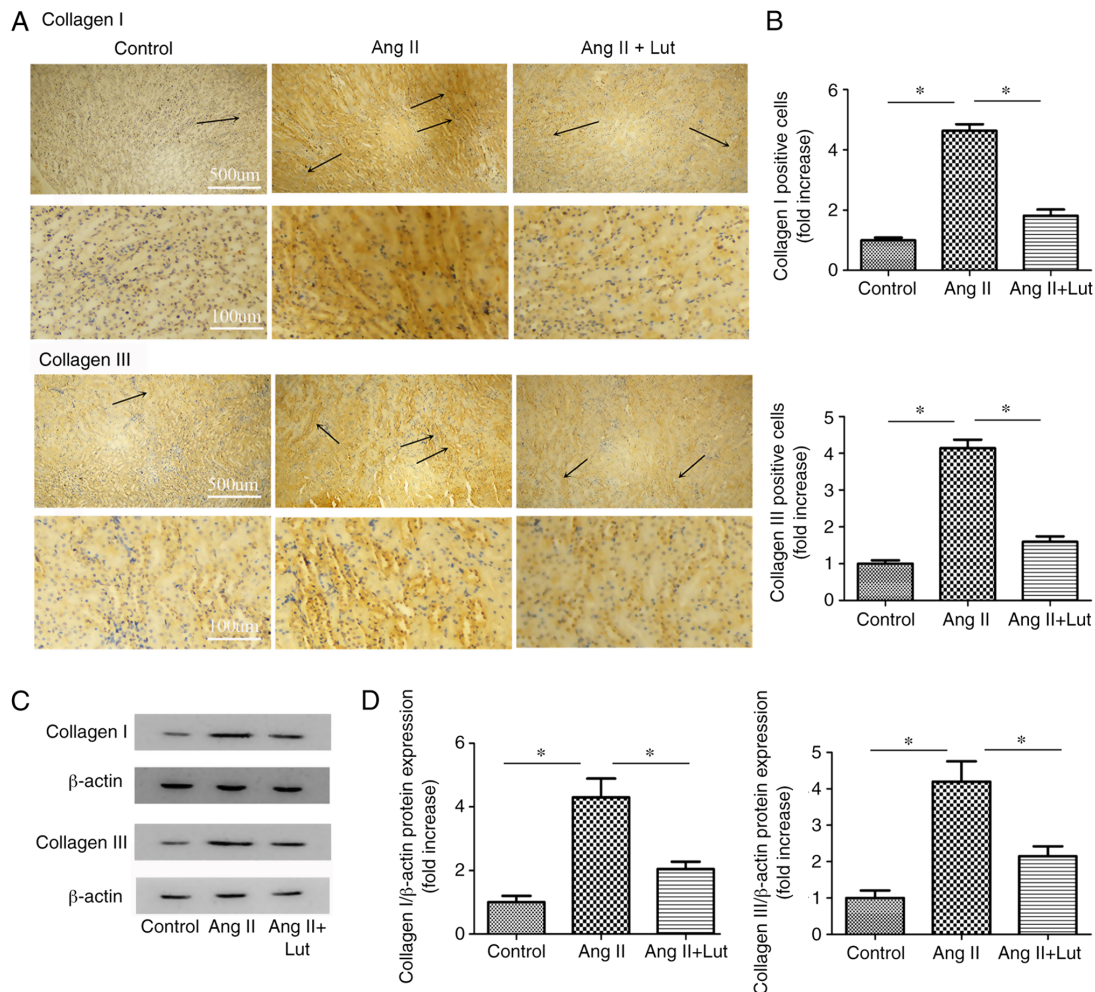 A
Collagen I
Control
Ang II
Ang II + Lut
500um
100um
Collagen III
500um
100um
B
Collagen I positive cells
(fold increase)
6
4
2
0
*
*
Control
Ang II
Ang II+Lut
Collagen III positive cells
(fold increase)
5
4
3
2
1
0
*
*
Control
Ang II
Ang II+Lut
C
Collagen I
β-actin
Collagen III
β-actin
Control
Ang II
Ang II+
Lut
D
Collagen I/β-actin protein expression
(fold increase)
6
4
2
0
*
*
Control
Ang II
Ang II+Lut
Collagen III/β-actin protein expression
(fold increase)
5
4
3
2
1
0
*
*
Control
Ang II
Ang II+Lut